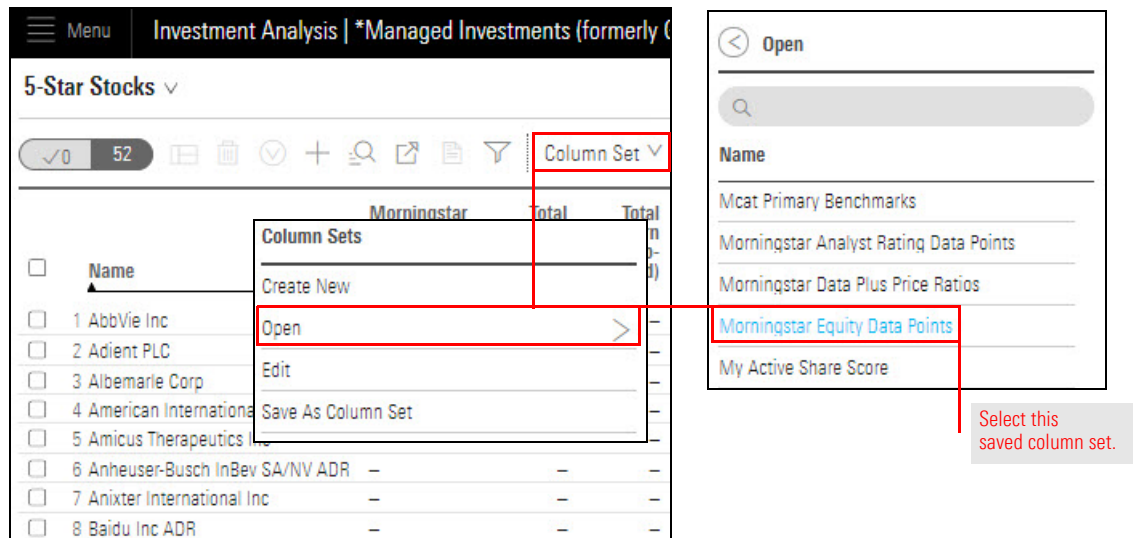 Menu
Investment Analysis | *Managed Investments (formerly
5-Star Stocks
0
52
Column Set
Morningstar
Total
Total
Name
1 AbbVie Inc
2 Adient PLC
3 Albemarle Corp
4 American Internationa
5 Amicus Therapeutics
6 Anheuser-Busch InBev SA/NV ADR – – –
7 Anixter International Inc – – –
8 Baidu Inc ADR – – –
Column Sets
Create New
Open
Edit
Save As Column Set
Open
Name
Mcat Primary Benchmarks
Morningstar Analyst Rating Data Points
Morningstar Data Plus Price Ratios
Morningstar Equity Data Points
My Active Share Score
Select this
saved column set.